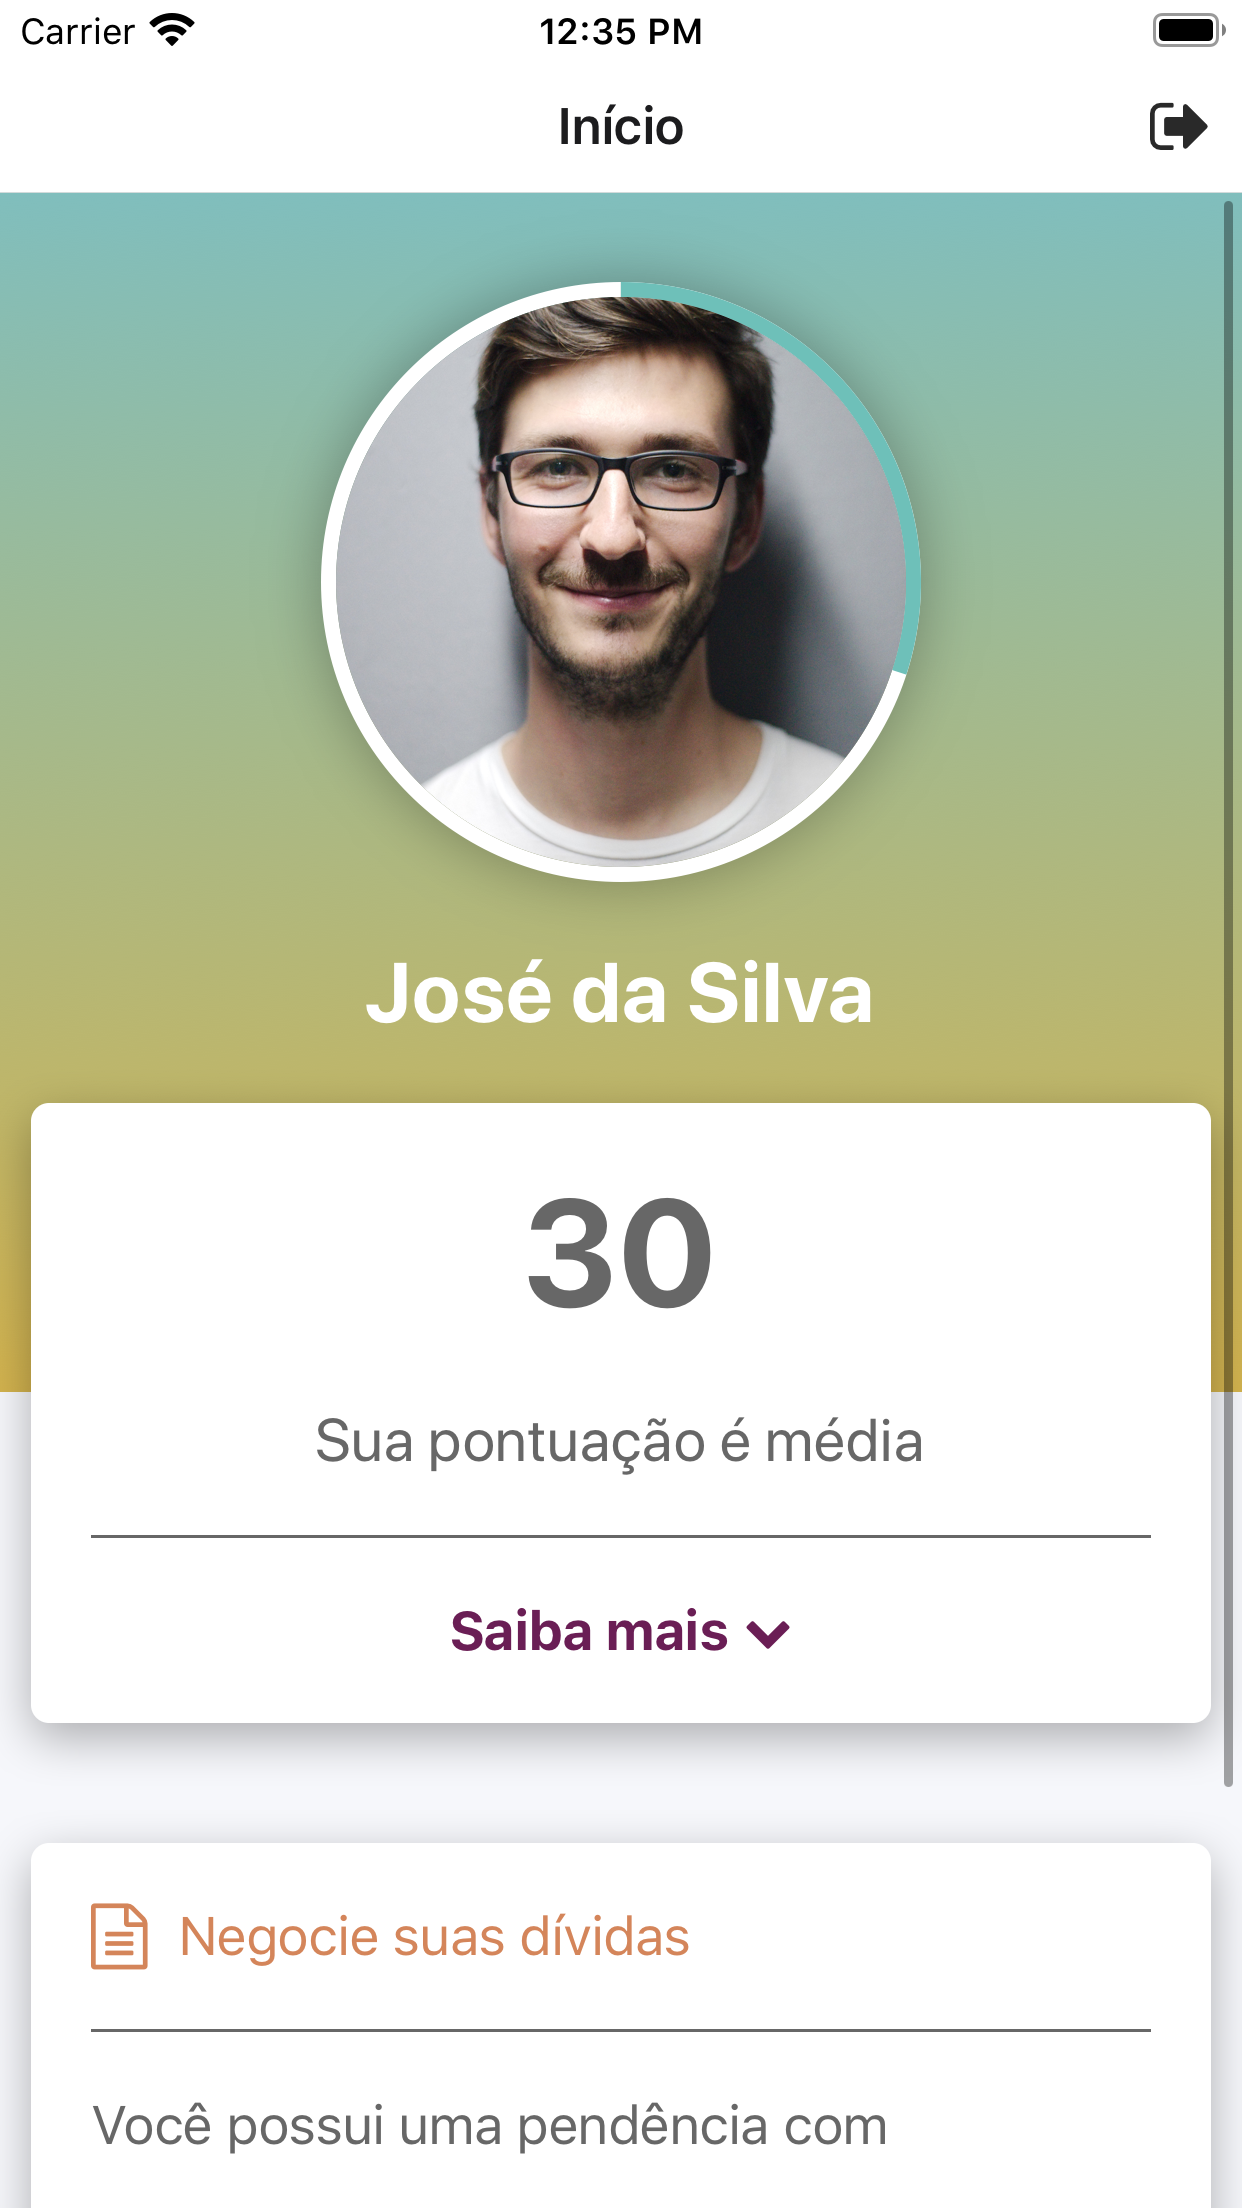 Carrier 12:35 PM
Início
José da Silva
30
Sua pontuação é média
Saiba mais
Negocie suas dívidas
Você possui uma pendência com